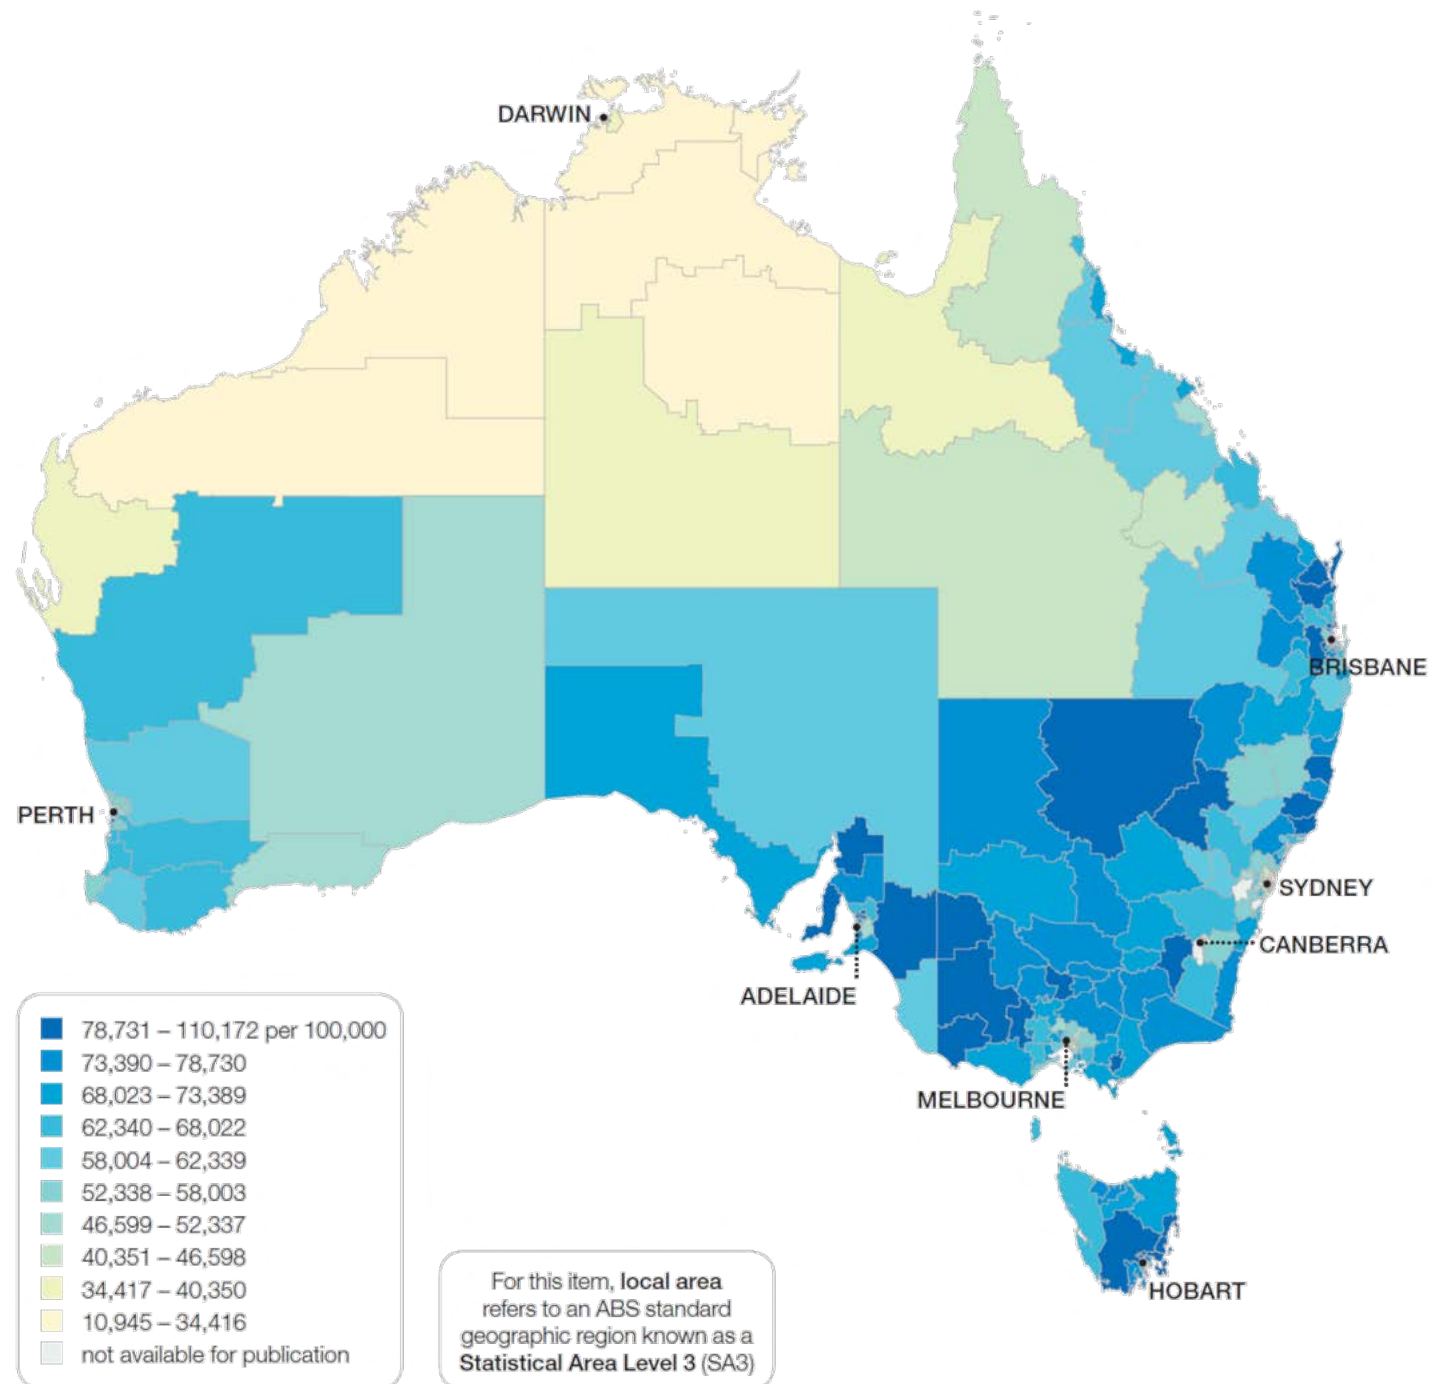 DARWIN
PERTH
BRISBANE
SYDNEY
CANBERRA
ADELAIDE
MELBOURNE
HOBART
78,731 – 110,172 per 100,000
73,390 – 78,730
68,023 – 73,389
62,340 – 68,022
58,004 – 62,339
52,338 – 58,003
46,599 – 52,337
40,351 – 46,598
34,417 – 40,350
10,945 – 34,416
not available for publication
For this item, local area
refers to an ABS standard
geographic region known as a
Statistical Area Level 3 (SA3)